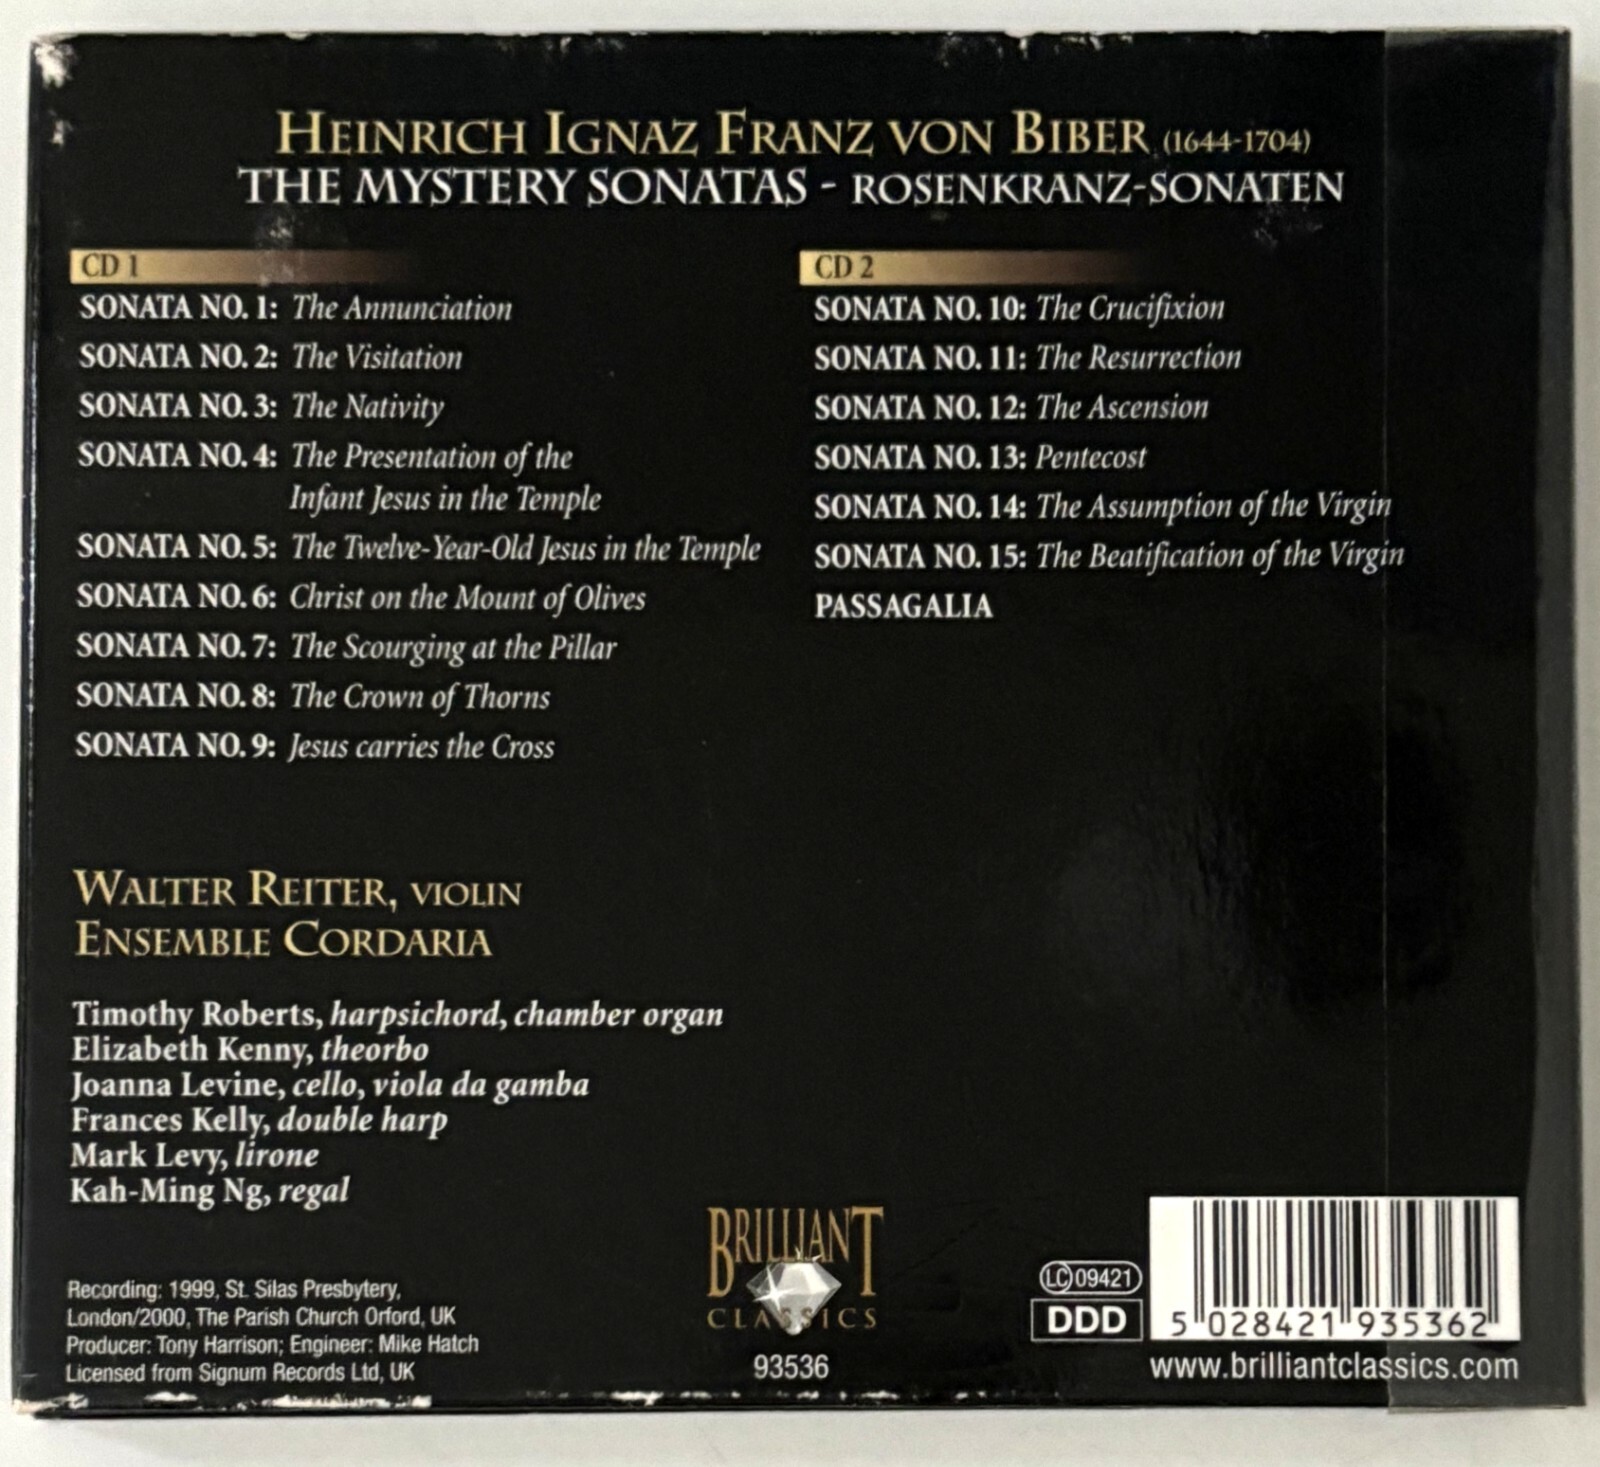 HEINRICH IGNAZ FRANZ VON BIBER (1644-1704)
THE MYSTERY SONATAS - ROSENKRANZ-SONATEN
CD 1
SONATA NO. 1: The Annunciation
SONATA NO. 2: The Visitation
SONATA NO. 3: The Nativity
SONATA NO. 4: The Presentation of the
Infant Jesus in the Temple
SONATA NO. 5: The Twelve-Year-Old Jesus in the Temple
SONATA NO. 6: Christ on the Mount of Olives
SONATA NO. 7: The Scourging at the Pillar
SONATA NO. 8: The Crown of Thorns
SONATA NO. 9: Jesus carries the Cross
CD 2
SONATA NO. 10: The Crucifixion
SONATA NO. 11: The Resurrection
SONATA NO. 12: The Ascension
SONATA NO. 13: Pentecost
SONATA NO. 14: The Assumption of the Virgin
SONATA NO. 15: The Beatification of the Virgin
PASSAGALIA
WALTER REITER, VIOLIN
ENSEMBLE CORDARIA
Timothy Roberts, harpsichord, chamber organ
Elizabeth Kenny, theorbo
Joanna Levine, cello, viola da gamba
Frances Kelly, double harp
Mark Levy, lirone
Kah-Ming Ng, regal
Recording: 1999, St. Silas Presbytery,
London/2000, The Parish Church Orford, UK
Producer: Tony Harrison; Engineer: Mike Hatch
Licensed from Signum Records Ltd, UK
BRILLIANT
CLASSICS
93536
LC 09421
DDD
5 028421 935362
www.brilliantclassics.com